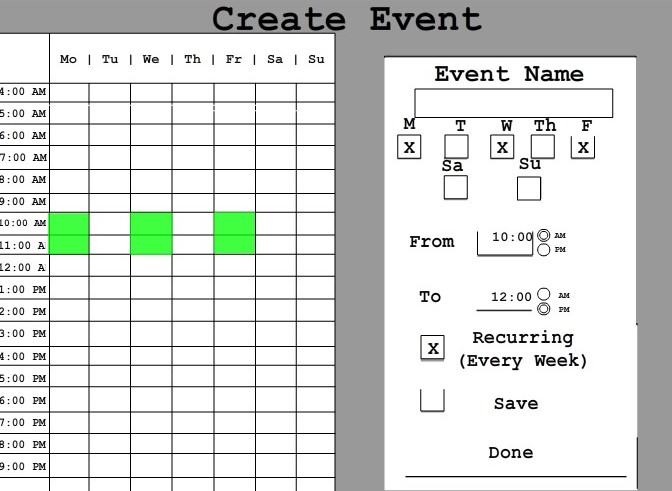 Create Event
Mo | Tu | We | Th | Fr | Sa | Su
4:00 AM
5:00 AM
6:00 AM
7:00 AM
8:00 AM
9:00 AM
10:00 AM
11:00 A
12:00 A
1:00 PM
2:00 PM
3:00 PM
4:00 PM
5:00 PM
6:00 PM
7:00 PM
8:00 PM
9:00 PM
Event Name
M T W Th F
X X X
Sa Su
From 10:00 AM
PM
To 12:00 AM
PM
X Recurring
(Every Week)
Save
Done